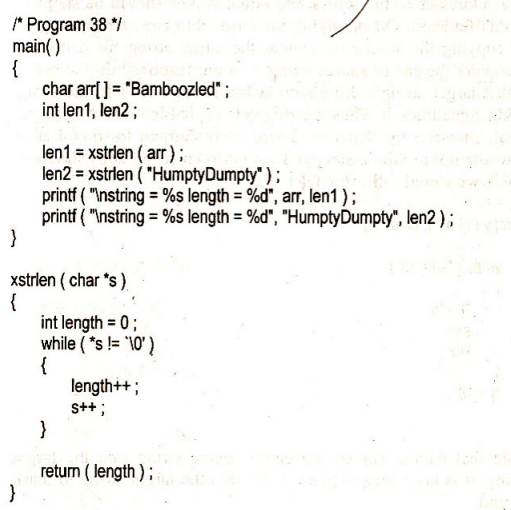 /* Program 38 */
main( )
{
char arr[ ] = "Bamboozled" ;
int len1, len2 ;
len1 = xstrlen ( arr ) ;
len2 = xstrlen ( "HumptyDumpty" ) ;
printf ( "\nstring = %s length = %d", arr, len1 ) ;
printf ( "\nstring = %s length = %d", "HumptyDumpty", len2 ) ;
}
xstrlen ( char *s )
{
int length = 0 ;
while ( *s != `\0' )
{
length++ ;
s++ ;
}
return ( length ) ;
}